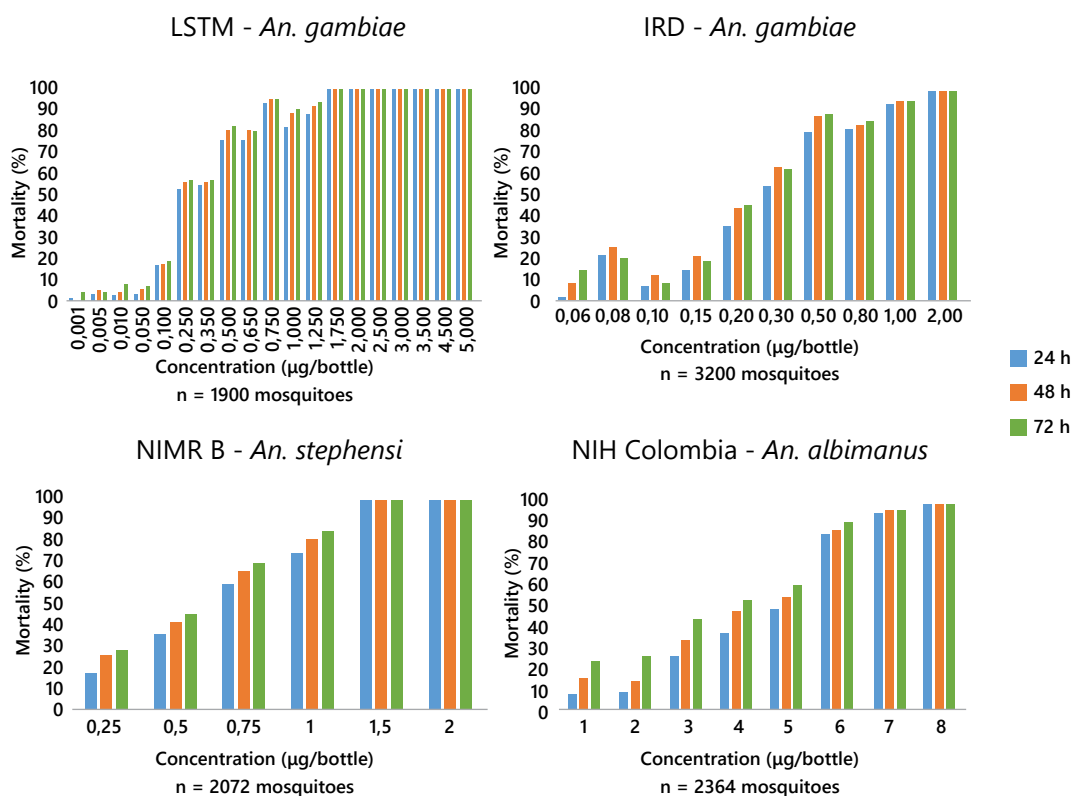 LSTM - An. gambiae
Mortality (%)
100
90
80
70
60
50
40
30
20
10
0
0,001
0,005
0,010
0,050
0,100
0,250
0,350
0,500
0,650
0,750
1,000
1,250
1,750
2,000
2,500
3,000
3,500
4,500
5,000
Concentration (µg/bottle)
n = 1900 mosquitoes
IRD - An. gambiae
Mortality (%)
100
90
80
70
60
50
40
30
20
10
0
0,06 0,08 0,10 0,15 0,20 0,30 0,50 0,80 1,00 2,00
Concentration (µg/bottle)
n = 3200 mosquitoes
24 h
48 h
72 h
NIMR B - An. stephensi
Mortality (%)
100
90
80
70
60
50
40
30
20
10
0
0,25 0,5 0,75 1 1,5 2
Concentration (µg/bottle)
n = 2072 mosquitoes
NIH Colombia - An. albimanus
Mortality (%)
100
90
80
70
60
50
40
30
20
10
0
1 2 3 4 5 6 7 8
Concentration (µg/bottle)
n = 2364 mosquitoes